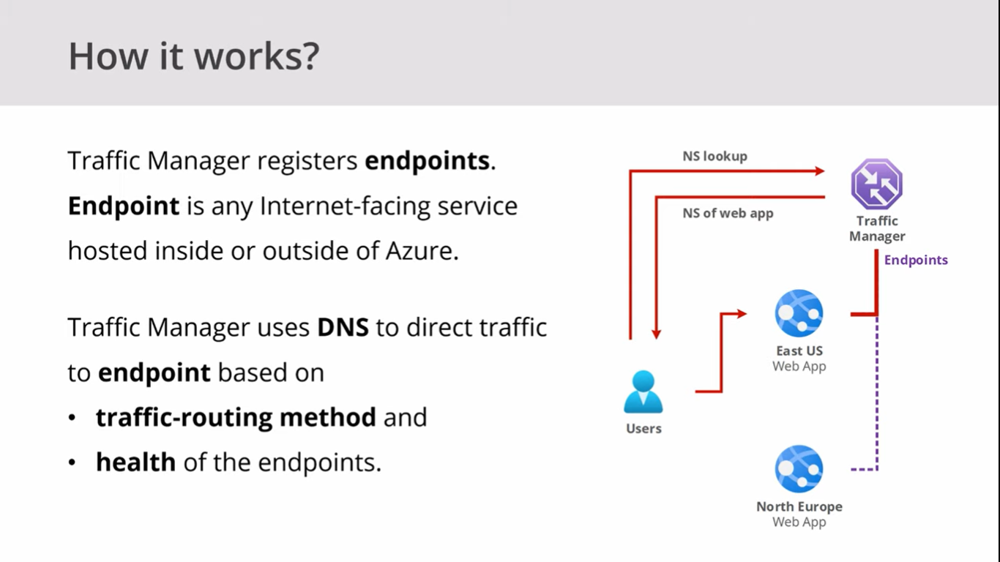 How it works?
Traffic Manager registers endpoints.
Endpoint is any Internet-facing service
hosted inside or outside of Azure.
Traffic Manager uses DNS to direct traffic
to endpoint based on
• traffic-routing method and
• health of the endpoints.
NS lookup
NS of web app
Traffic
Manager
Endpoints
East US
Web App
Users
North Europe
Web App